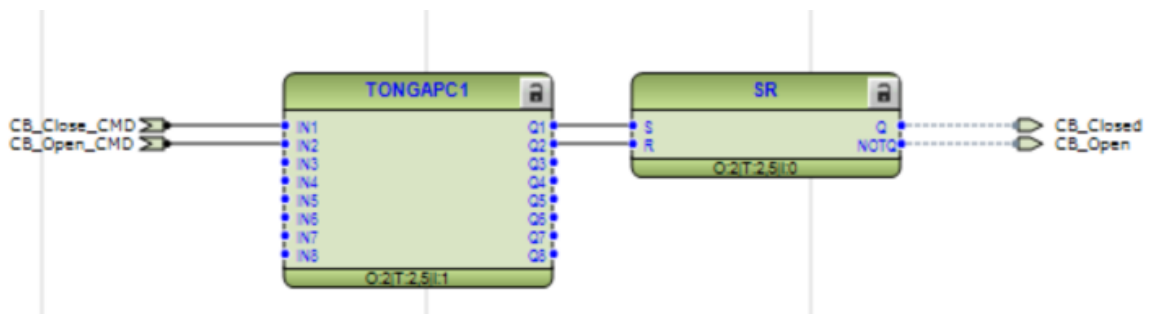 TONGAPC1
SR
CB_Close_CMD IN1 Q1 S Q CB_Closed
CB_Open_CMD IN2 Q2 R NOTQ CB_Open
IN3 Q3 O:2|T:2,5|I:0
IN4 Q4
IN5 Q5
IN6 Q6
IN7 Q7
IN8 Q8
O:2|T:2,5|I:1